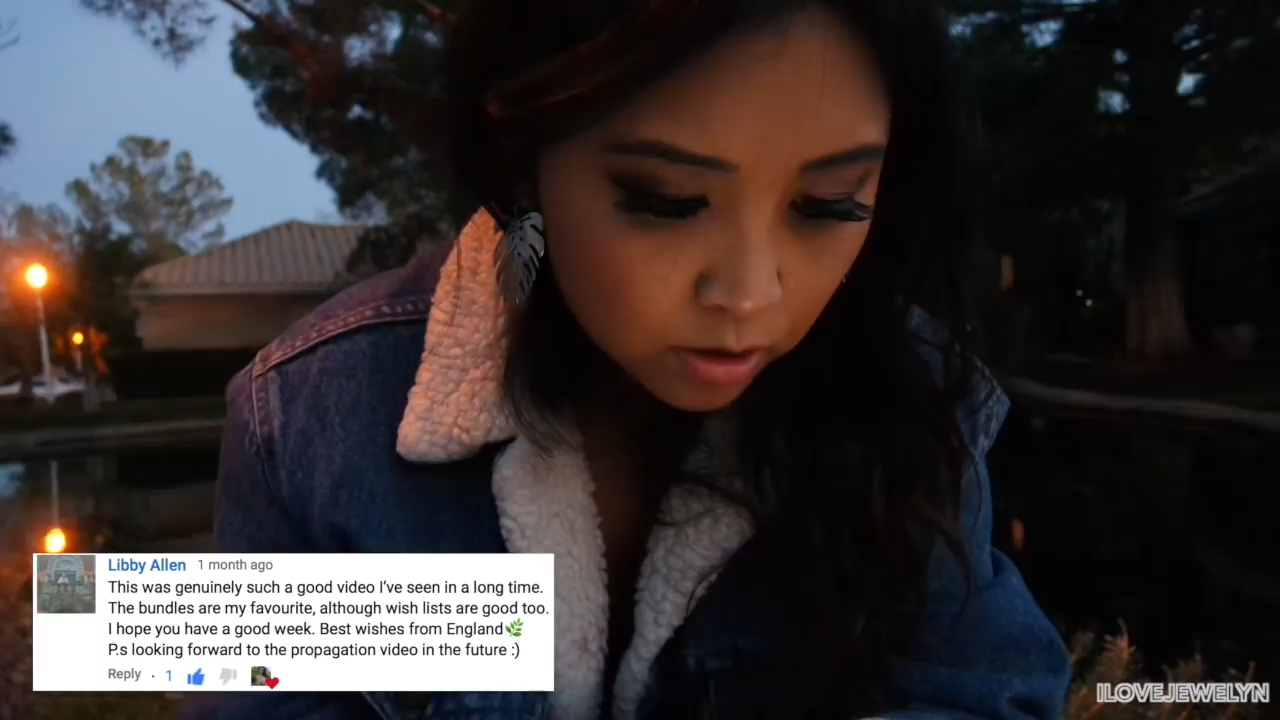 Libby Allen 1 month ago
This was genuinely such a good video I've seen in a long time.
The bundles are my favourite, although wish lists are good too.
I hope you have a good week. Best wishes from England🌿
P.s looking forward to the propagation video in the future :)
Reply · 1
ILOVEJEWELYN